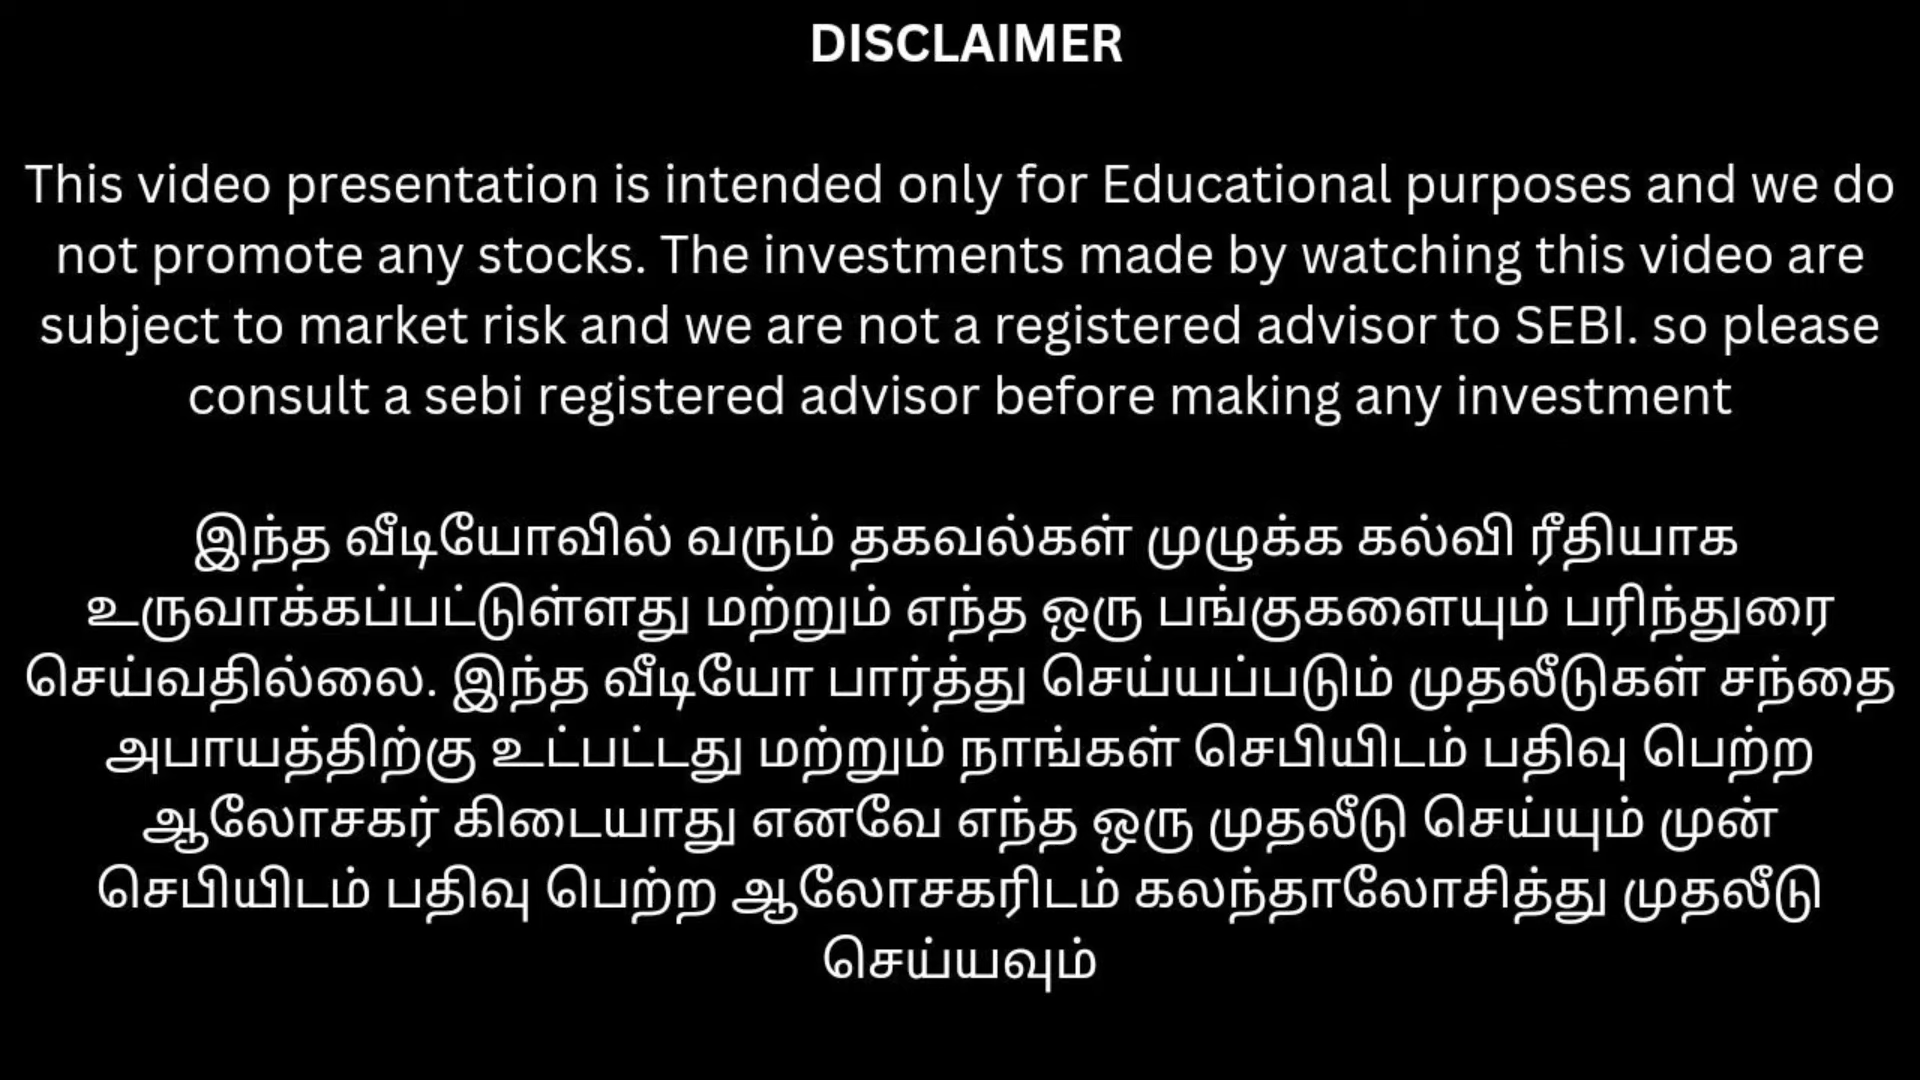 DISCLAIMER
This video presentation is intended only for Educational purposes and we do
not promote any stocks. The investments made by watching this video are
subject to market risk and we are not a registered advisor to SEBI. so please
consult a sebi registered advisor before making any investment
இந்த வீடியோவில் வரும் தகவல்கள் முழுக்க கல்வி ரீதியாக
உருவாக்கப்பட்டுள்ளது மற்றும் எந்த ஒரு பங்குகளையும் பரிந்துரை
செய்வதில்லை. இந்த வீடியோ பார்த்து செய்யப்படும் முதலீடுகள் சந்தை
அபாயத்திற்கு உட்பட்டது மற்றும் நாங்கள் செபியிடம் பதிவு பெற்ற
ஆலோசகர் கிடையாது எனவே எந்த ஒரு முதலீடு செய்யும் முன்
செபியிடம் பதிவு பெற்ற ஆலோசகரிடம் கலந்தாலோசித்து முதலீடு
செய்யவும்